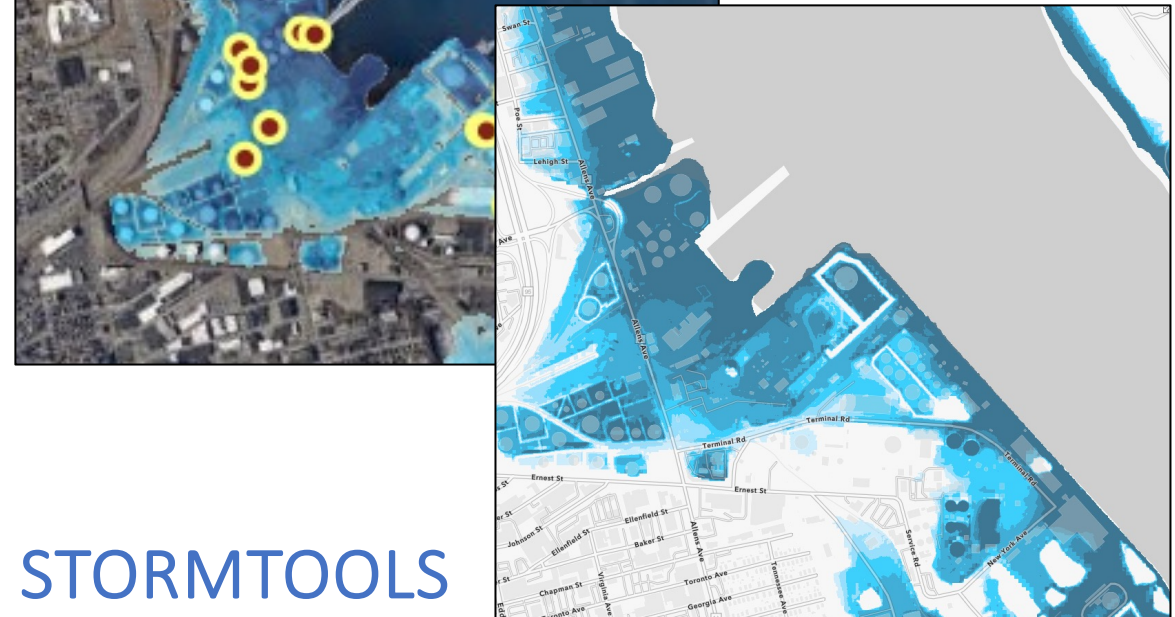 Swan St
Poe St
Lehigh St
Allens Ave
Ave
Allens Ave
Terminal Rd
Terminal Rd
Terminal Rd
Ernest St
Ernest St
Ellenfield St
Johnson St
Ellenfield St
Baker St
Allens Ave
Service Rd
New York Ave
Chapman St
Virginia Ave
Toronto Ave
Tennessee Ave
Georgia Ave
STORMTOOLS